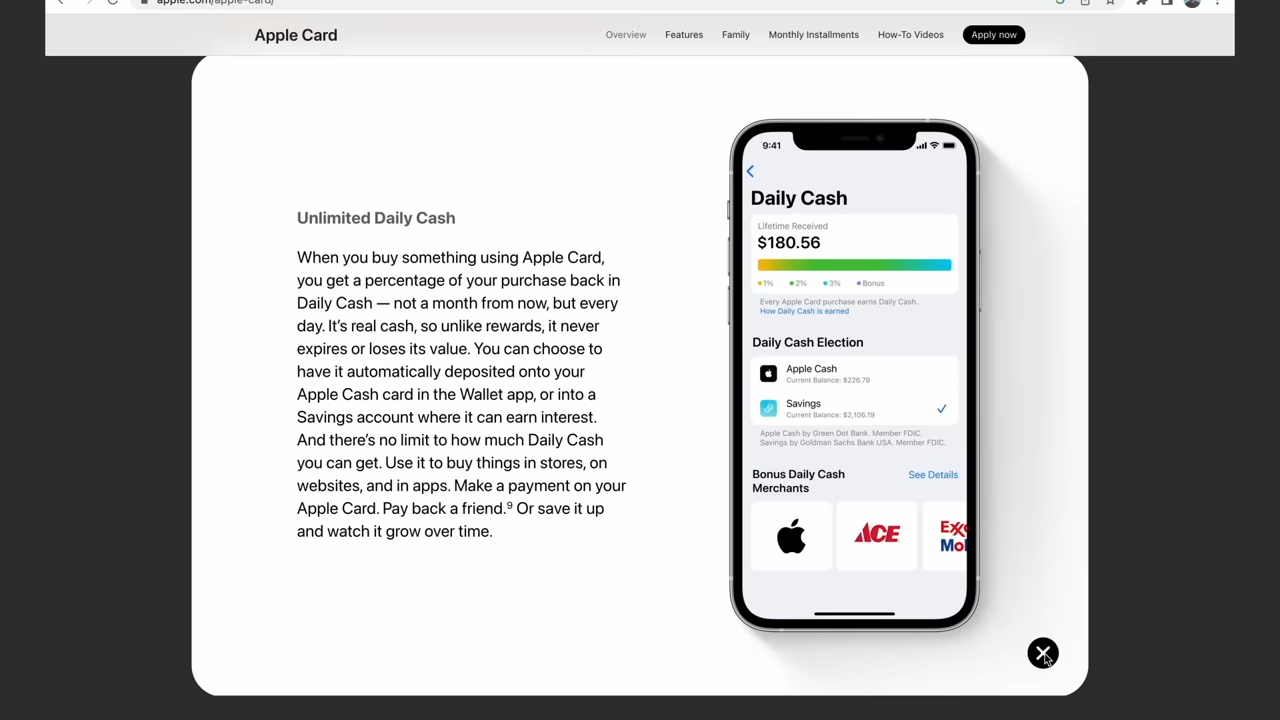 apple.com/apple-card/
Apple Card
Overview
Features
Family
Monthly Installments
How-To Videos
Apply now
Unlimited Daily Cash
When you buy something using Apple Card,
you get a percentage of your purchase back in
Daily Cash — not a month from now, but every
day. It's real cash, so unlike rewards, it never
expires or loses its value. You can choose to
have it automatically deposited onto your
Apple Cash card in the Wallet app, or into a
Savings account where it can earn interest.
And there's no limit to how much Daily Cash
you can get. Use it to buy things in stores, on
websites, and in apps. Make a payment on your
Apple Card. Pay back a friend.⁹ Or save it up
and watch it grow over time.
9:41
Daily Cash
Lifetime Received
$180.56
1% 2% 3% Bonus
Every Apple Card purchase earns Daily Cash.
How Daily Cash is earned
Daily Cash Election
Apple Cash
Current Balance: $226.78
Savings
Current Balance: $2,106.19
Apple Cash by Green Dot Bank. Member FDIC.
Savings by Goldman Sachs Bank USA. Member FDIC.
Bonus Daily Cash
Merchants
See Details
ACE
Exx
Mob